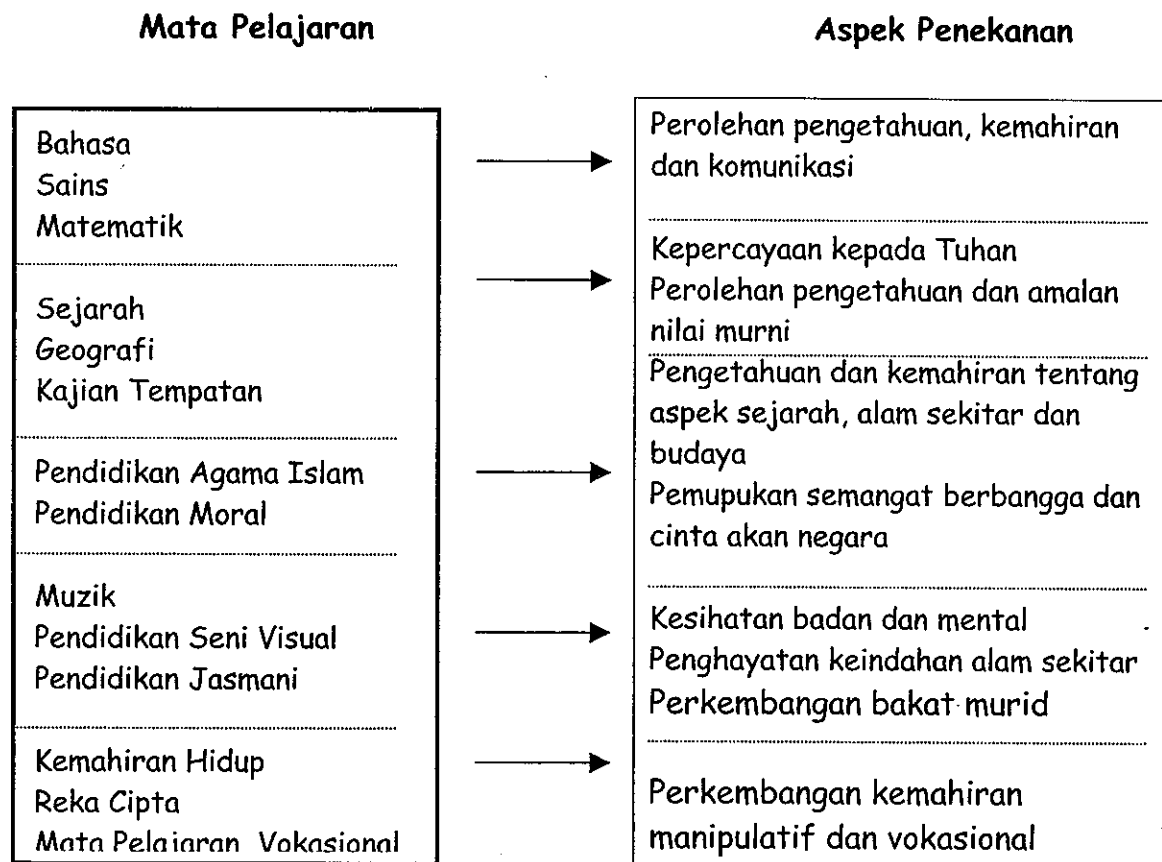 Mata Pelajaran
Aspek Penekanan
Bahasa
Sains
Matematik
Sejarah
Geografi
Kajian Tempatan
Pendidikan Agama Islam
Pendidikan Moral
Muzik
Pendidikan Seni Visual
Pendidikan Jasmani
Kemahiran Hidup
Reka Cipta
Mata Pelajaran Vokasional
Perolehan pengetahuan, kemahiran
dan komunikasi
Kepercayaan kepada Tuhan
Perolehan pengetahuan dan amalan
nilai murni
Pengetahuan dan kemahiran tentang
aspek sejarah, alam sekitar dan
budaya
Pemupukan semangat berbangga dan
cinta akan negara
Kesihatan badan dan mental
Penghayatan keindahan alam sekitar
Perkembangan bakat murid
Perkembangan kemahiran
manipulatif dan vokasional